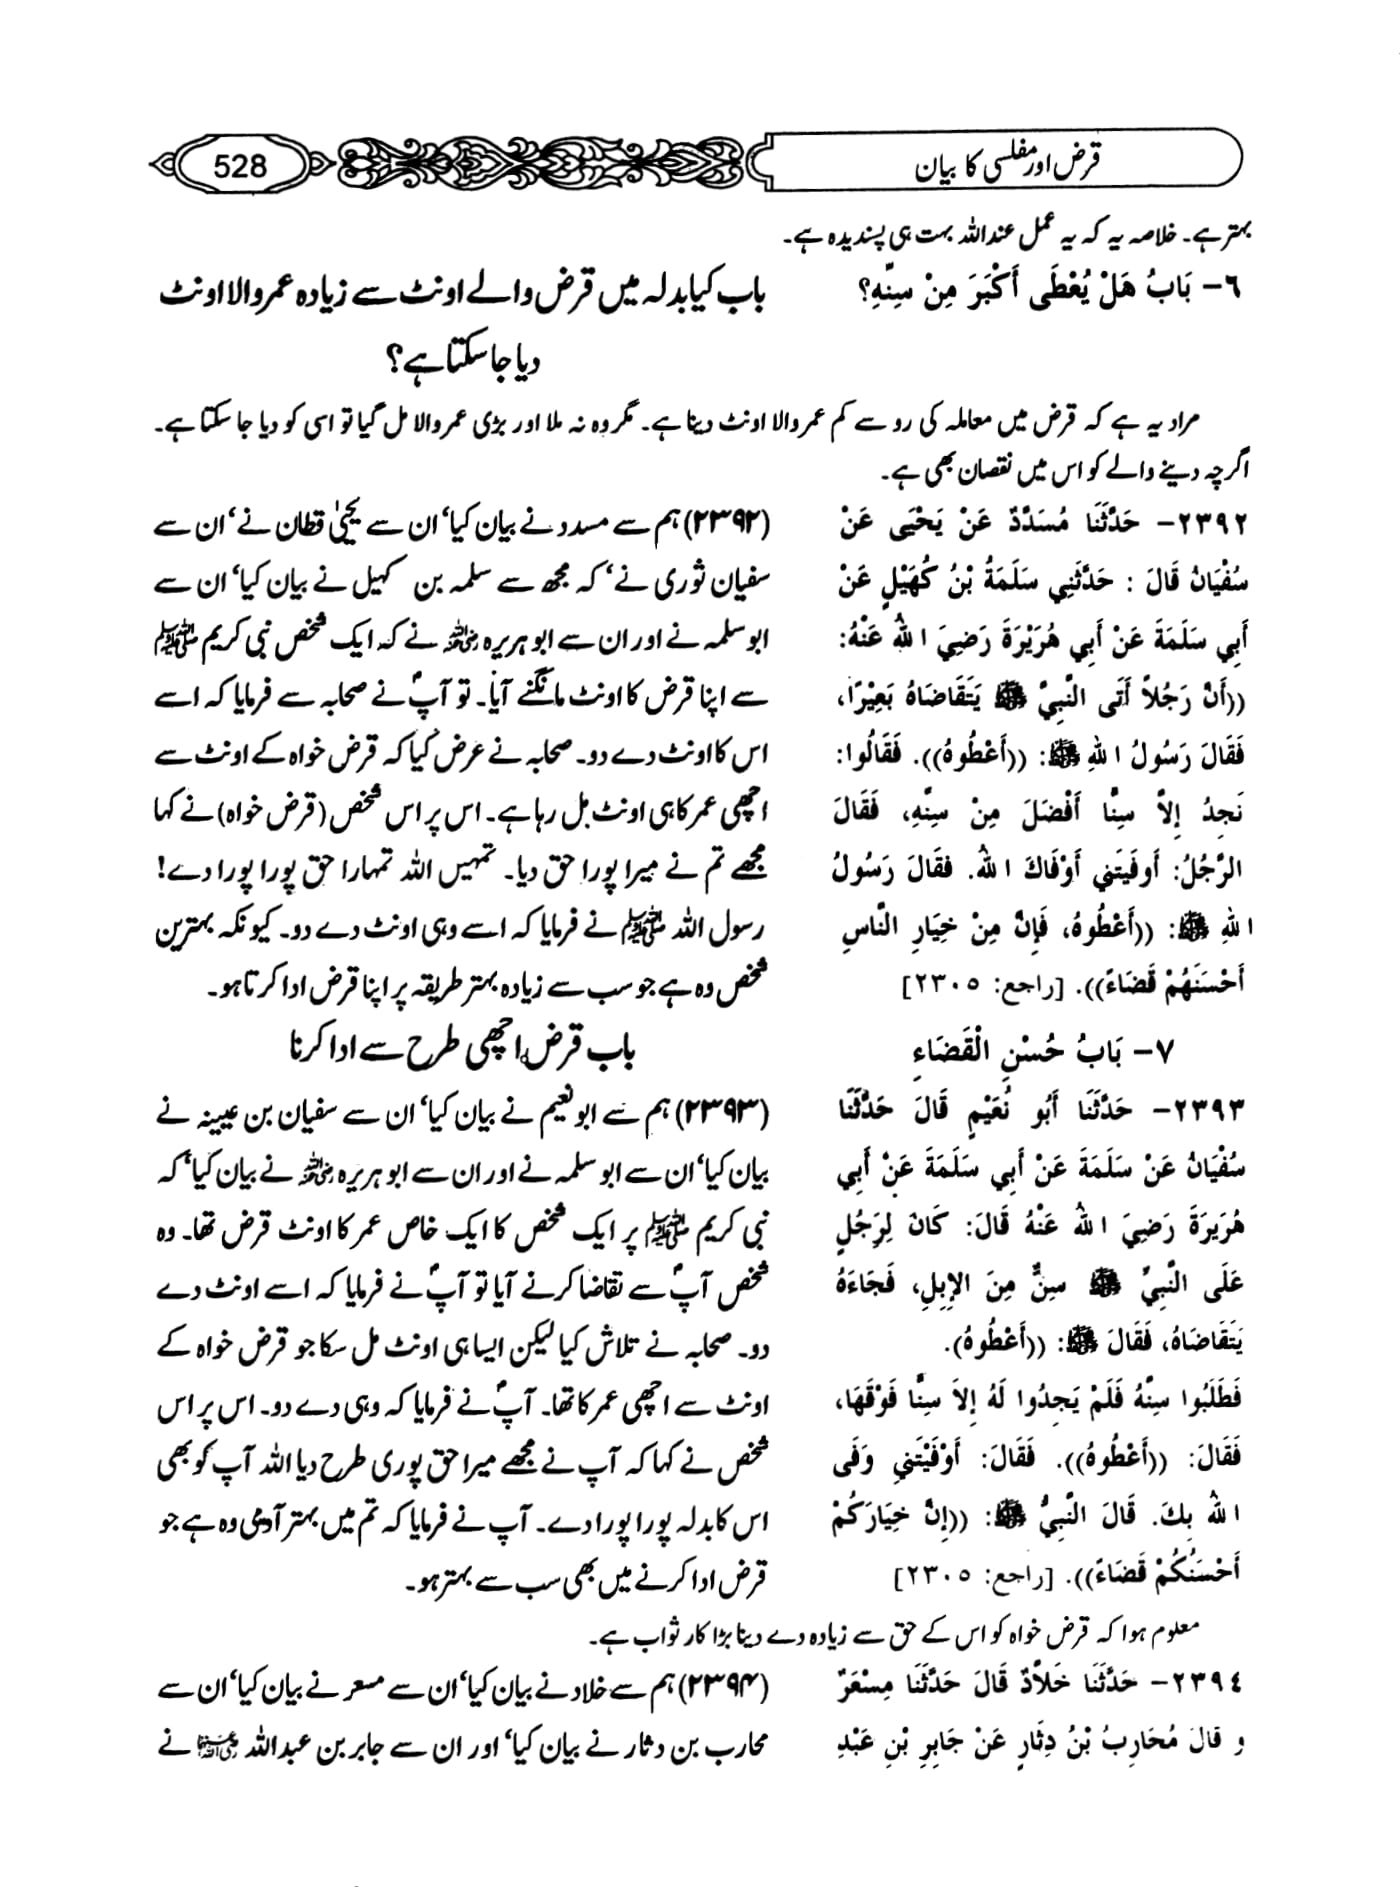 528
قرض اور مفلسی کا بیان
بہتر ہے۔ خلاصہ یہ کہ یہ عمل عنداللہ بہت ہی پسندیدہ ہے۔
٦- بَابُ هَلْ يُعْطَى أَكْبَرَ مِنْ سِنِّهِ؟
باب کیا بدلہ میں قرض والے اونٹ سے زیادہ عمر والا اونٹ
دیا جا سکتا ہے؟
مراد یہ ہے کہ قرض میں معاملہ کی رو سے کم عمر والا اونٹ دینا ہے۔ مگر وہ نہ ملا اور بڑی عمر والا مل گیا تو اسی کو دیا جا سکتا ہے۔
اگرچہ دینے والے کو اس میں نقصان بھی ہے۔
٢٣٩٢- حَدَّثَنَا مُسَدَّدٌ عَنْ يَحْيَى عَنْ
سُفْيَانَ قَالَ : حَدَّثَنِي سَلَمَةُ بْنُ كُهَيْلٍ عَنْ
أَبِي سَلَمَةَ عَنْ أَبِي هُرَيْرَةَ رَضِيَ اللهُ عَنْهُ:
((أَنَّ رَجُلاً أَتَى النَّبِيَّ ﷺ يَتَقَاضَاهُ بَعِيْرًا،
فَقَالَ رَسُولُ اللهِ ﷺ: ((أَعْطُوهُ)). فَقَالُوا:
نَجِدُ إِلاَّ سِنًّا أَفْضَلَ مِنْ سِنِّهِ، فَقَالَ
الرَّجُلُ: أَوفَيتَنِي أَوْفَاكَ اللهُ. فقَالَ رَسُولُ
اللهِ ﷺ: ((أَعْطُوهُ، فَإِنَّ مِنْ خِيَارِ النَّاسِ
أَحْسَنَهُمْ قَضَاءً)). [راجع: ٢٣٠٥]
(۲۳۹۲) ہم سے مسدد نے بیان کیا‘ ان سے یحییٰ قطان نے‘ ان سے
سفیان ثوری نے‘ کہ مجھ سے سلمہ بن کہیل نے بیان کیا‘ ان سے
ابوسلمہ نے اور ان سے ابوہریرہ رضی اللہ عنہ نے کہ ایک شخص نبی کریم ﷺ
سے اپنا قرض کا اونٹ مانگنے آیا۔ تو آپؐ نے صحابہ سے فرمایا کہ اسے
اس کا اونٹ دے دو۔ صحابہ نے عرض کیا کہ قرض خواہ کے اونٹ سے
اچھی عمر کا ہی اونٹ مل رہا ہے۔ اس پر اس شخص (قرض خواہ) نے کہا
مجھے تم نے میرا پورا حق دیا۔ تمہیں اللہ تمہارا حق پورا پورا دے!
رسول اللہ ﷺ نے فرمایا کہ اسے وہی اونٹ دے دو۔ کیونکہ بہترین
شخص وہ ہے جو سب سے زیادہ بہتر طریقہ پر اپنا قرض ادا کرتا ہو۔
٧- بَابُ حُسْنِ الْقَضَاءِ
باب قرض اچھی طرح سے ادا کرنا
٢٣٩٣- حَدَّثَنَا أَبُو نُعَيْمٍ قَالَ حَدَّثَنَا
سُفْيَانُ عَنْ سَلَمَةَ عَنْ أَبِي سَلَمَةَ عَنْ أَبِي
هُرَيرَةَ رَضِيَ اللهُ عَنْهُ قَالَ: كَانَ لِرَجُلٍ
عَلَى النَّبِيِّ ﷺ سِنٌّ مِنَ الإِبِلِ، فَجَاءَهُ
يَتَقَاضَاهُ، فَقَالَ ﷺ: ((أَعْطُوهُ).
فَطَلَبُوا سِنَّهُ فَلَمْ يَجِدُوا لَهُ إِلاَ سِنًّا فَوْقَهَا،
فَقَالَ: ((أَعْطُوهُ)). فَقَالَ: أَوْفَيْتَنِي وَفَى
اللهُ بِكَ. قَالَ النَّبِيُّ ﷺ: ((إِنَّ خِيَارَكُمْ
أَحْسَنُكُمْ قَضَاءً)). [راجع: ٢٣٠٥]
(۲۳۹۳) ہم سے ابونعیم نے بیان کیا‘ ان سے سفیان بن عیینہ نے
بیان کیا‘ ان سے ابو سلمہ نے اور ان سے ابوہریرہ رضی اللہ عنہ نے بیان کیا‘ کہ
نبی کریم ﷺ پر ایک شخص کا ایک خاص عمر کا اونٹ قرض تھا۔ وہ
شخص آپؐ سے تقاضا کرنے آیا تو آپؐ نے فرمایا کہ اسے اونٹ دے
دو۔ صحابہ نے تلاش کیا لیکن ایسا ہی اونٹ مل سکا جو قرض خواہ کے
اونٹ سے اچھی عمر کا تھا۔ آپؐ نے فرمایا کہ وہی دے دو۔ اس پر اس
شخص نے کہا کہ آپ نے مجھے میرا حق پوری طرح دیا اللہ آپ کو بھی
اس کا بدلہ پورا پورا دے۔ آپ نے فرمایا کہ تم میں بہتر آدمی وہ ہے جو
قرض ادا کرنے میں بھی سب سے بہتر ہو۔
معلوم ہوا کہ قرض خواہ کو اس کے حق سے زیادہ دے دینا بڑا کار ثواب ہے۔
٢٣٩٤- حَدَّثَنَا خَلاَّدٌ قَالَ حَدَّثَنَا مِسْعَرٌ
و قالَ مُحَارِبُ بْنُ دِثَارٍ عَنْ جَابِرِ بْنِ عَبْدِ
(۲۳۹۴) ہم سے خلاد نے بیان کیا‘ ان سے مسعر نے بیان کیا‘ ان سے
محارب بن دثار نے بیان کیا‘ اور ان سے جابر بن عبداللہ رضی اللہ عنہما نے